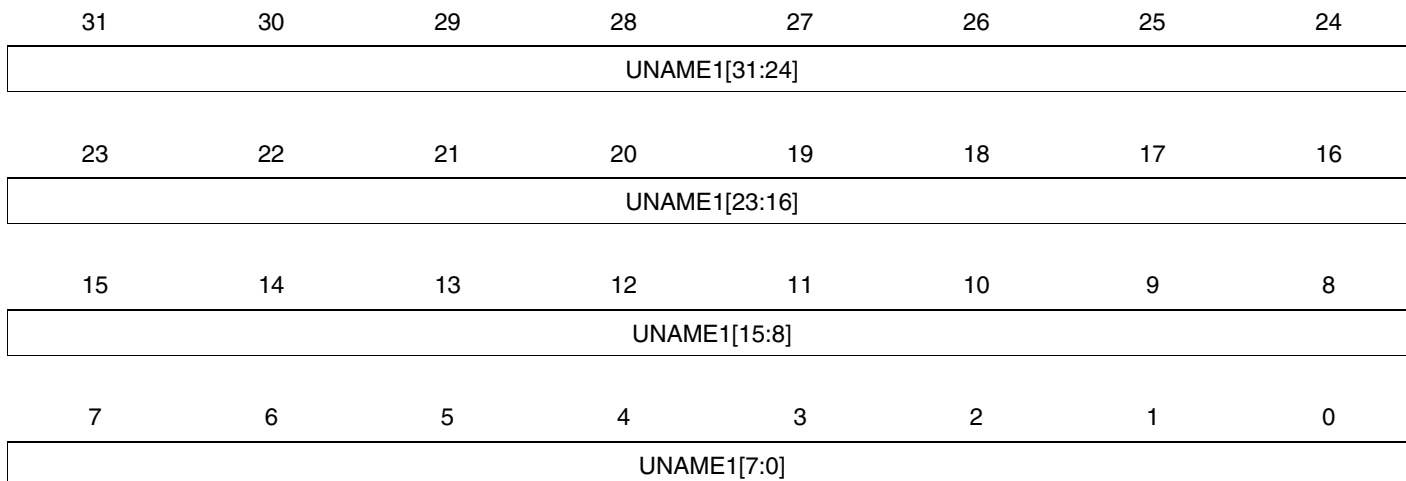 31 30 29 28 27 26 25 24
UNAME1[31:24]
23 22 21 20 19 18 17 16
UNAME1[23:16]
15 14 13 12 11 10 9 8
UNAME1[15:8]
7 6 5 4 3 2 1 0
UNAME1[7:0]